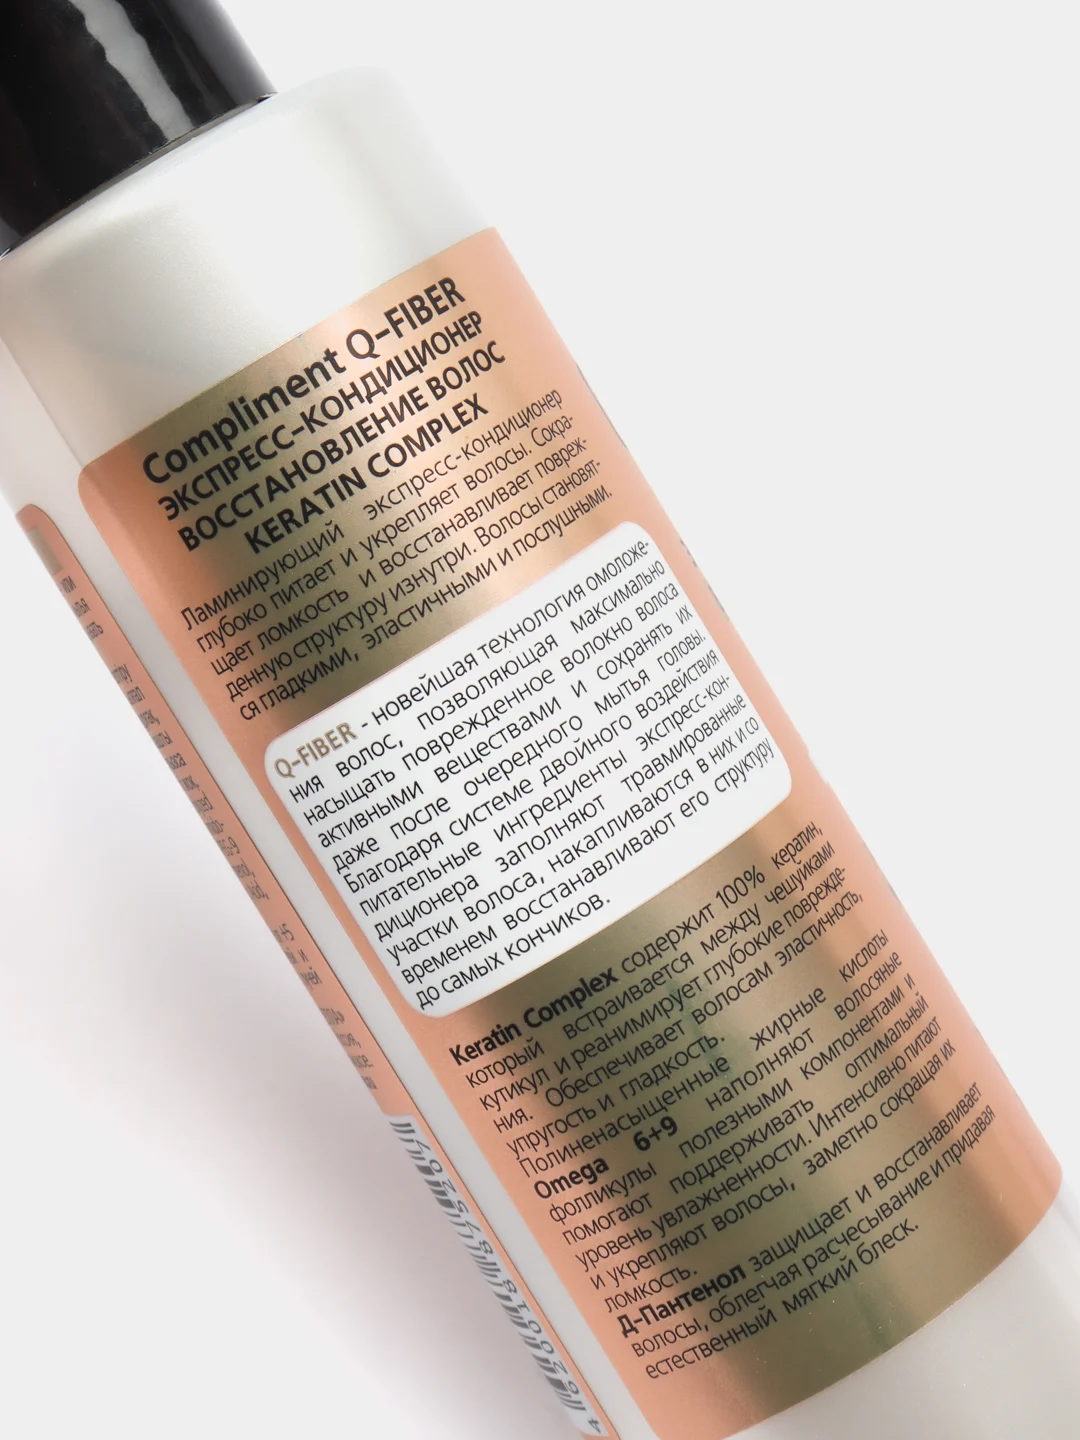 Compliment Q-FIBER
ЭКСПРЕСС-КОНДИЦИОНЕР
ВОССТАНОВЛЕНИЕ ВОЛОС
KERATIN COMPLEX
Ламинирующий экспресс-кондиционер
глубоко питает и укрепляет волосы. Сокра-
щает ломкость и восстанавливает повреж-
денную структуру изнутри. Волосы становят-
ся гладкими, эластичными и послушными.
Q-FIBER - новейшая технология омоложе-
ния волос, позволяющая максимально
насыщать поврежденное волокно волоса
активными веществами и сохранять их
даже после очередного мытья головы.
Благодаря системе двойного воздействия
питательные ингредиенты экспресс-кон-
диционера заполняют травмированные
участки волоса, накапливаются в них и со
временем восстанавливают его структуру
до самых кончиков.
Keratin Complex содержит 100% кератин,
который встраивается между чешуйками
кутикул и реанимирует глубокие поврежде-
ния. Обеспечивает волосам эластичность,
упругость и гладкость.
Полиненасыщенные жирные кислоты
Omega 6+9 наполняют волосяные
фолликулы полезными компонентами и
помогают поддерживать оптимальный
уровень увлажненности. Интенсивно питают
и укрепляют волосы, заметно сокращая их
ломкость.
Д-Пантенол защищает и восстанавливает
волосы, облегчая расчесывание и придавая
естественный мягкий блеск.